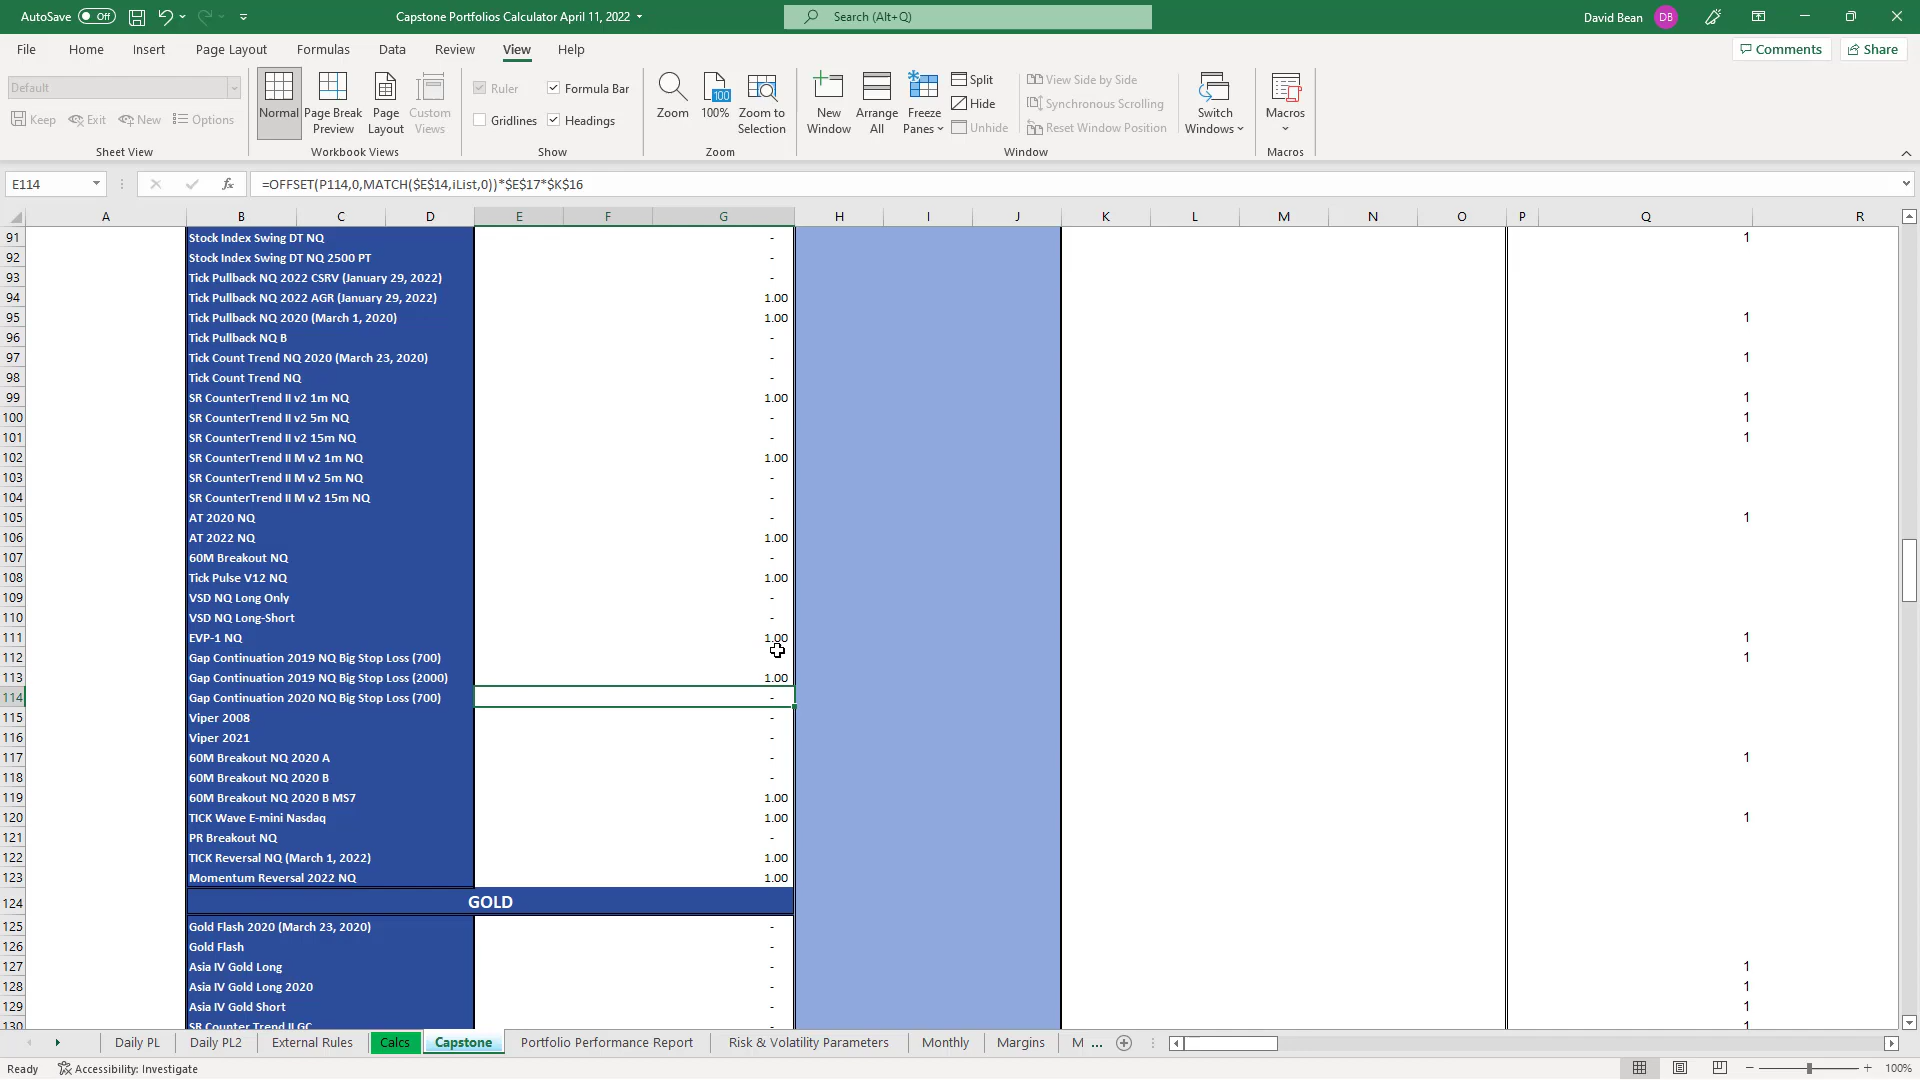 AutoSave Off
Capstone Portfolios Calculator April 11, 2022
Search (Alt+Q)
David Bean DB
File Home Insert Page Layout Formulas Data Review View Help
Comments Share
Default
Keep Exit New Options
Sheet View
Normal Page Break Preview Page Layout Custom Views
Workbook Views
Ruler Formula Bar
Gridlines Headings
Show
Zoom 100% Zoom to Selection
Zoom
New Window Arrange All Freeze Panes
Split
Hide
Unhide
View Side by Side
Synchronous Scrolling
Reset Window Position
Switch Windows
Window
Macros
Macros
E114 fx =OFFSET(P114,0,MATCH($E$14,iList,0))*$E$17*$K$16
A B C D E F G H I J K L M N O P Q R
91 Stock Index Swing DT NQ - 1
92 Stock Index Swing DT NQ 2500 PT -
93 Tick Pullback NQ 2022 CSRV (January 29, 2022) -
94 Tick Pullback NQ 2022 AGR (January 29, 2022) 1.00
95 Tick Pullback NQ 2020 (March 1, 2020) 1.00 1
96 Tick Pullback NQ B -
97 Tick Count Trend NQ 2020 (March 23, 2020) - 1
98 Tick Count Trend NQ -
99 SR CounterTrend II v2 1m NQ 1.00 1
100 SR CounterTrend II v2 5m NQ - 1
101 SR CounterTrend II v2 15m NQ - 1
102 SR CounterTrend II M v2 1m NQ 1.00
103 SR CounterTrend II M v2 5m NQ -
104 SR CounterTrend II M v2 15m NQ -
105 AT 2020 NQ - 1
106 AT 2022 NQ 1.00
107 60M Breakout NQ -
108 Tick Pulse V12 NQ 1.00
109 VSD NQ Long Only -
110 VSD NQ Long-Short -
111 EVP-1 NQ 1.00 1
112 Gap Continuation 2019 NQ Big Stop Loss (700) 1
113 Gap Continuation 2019 NQ Big Stop Loss (2000) 1.00
114 Gap Continuation 2020 NQ Big Stop Loss (700) -
115 Viper 2008 -
116 Viper 2021 -
117 60M Breakout NQ 2020 A - 1
118 60M Breakout NQ 2020 B -
119 60M Breakout NQ 2020 B MS7 1.00
120 TICK Wave E-mini Nasdaq 1.00 1
121 PR Breakout NQ -
122 TICK Reversal NQ (March 1, 2022) 1.00
123 Momentum Reversal 2022 NQ 1.00
124 GOLD
125 Gold Flash 2020 (March 23, 2020) -
126 Gold Flash -
127 Asia IV Gold Long - 1
128 Asia IV Gold Long 2020 - 1
129 Asia IV Gold Short - 1
130 SR Counter Trend II GC - 1
Daily PL Daily PL2 External Rules Calcs Capstone Portfolio Performance Report Risk & Volatility Parameters Monthly Margins M ...
Ready Accessibility: Investigate 100%